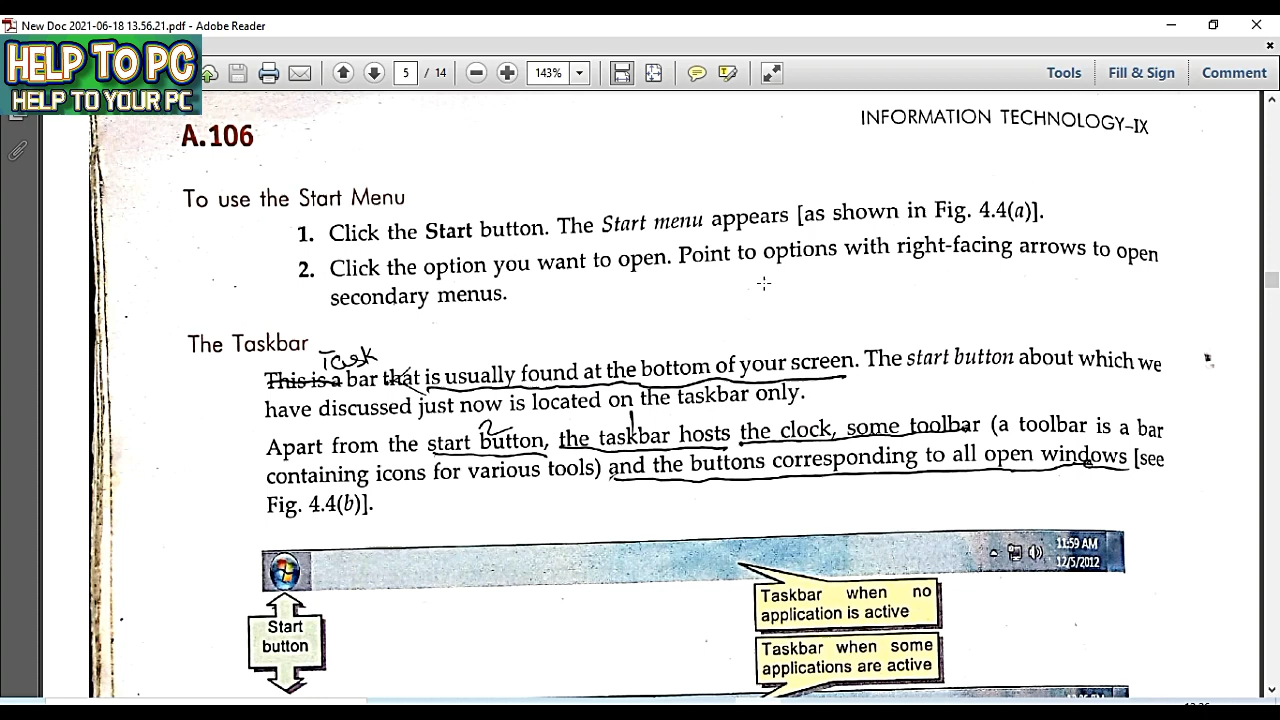 New Doc 2021-06-18 13.56.21.pdf - Adobe Reader
HELP TO PC
HELP TO YOUR PC
5 / 14
143%
Tools
Fill & Sign
Comment
INFORMATION TECHNOLOGY–IX
A.106
To use the Start Menu
1. Click the Start button. The Start menu appears [as shown in Fig. 4.4(a)].
2. Click the option you want to open. Point to options with right-facing arrows to open
secondary menus.
The Taskbar
Task
This is a bar that is usually found at the bottom of your screen. The start button about which we
have discussed just now is located on the taskbar only.
Apart from the start button, the taskbar hosts the clock, some toolbar (a toolbar is a bar
containing icons for various tools) and the buttons corresponding to all open windows [see
Fig. 4.4(b)].
11:59 AM
12/5/2012
Start
button
Taskbar when no
application is active
Taskbar when some
applications are active